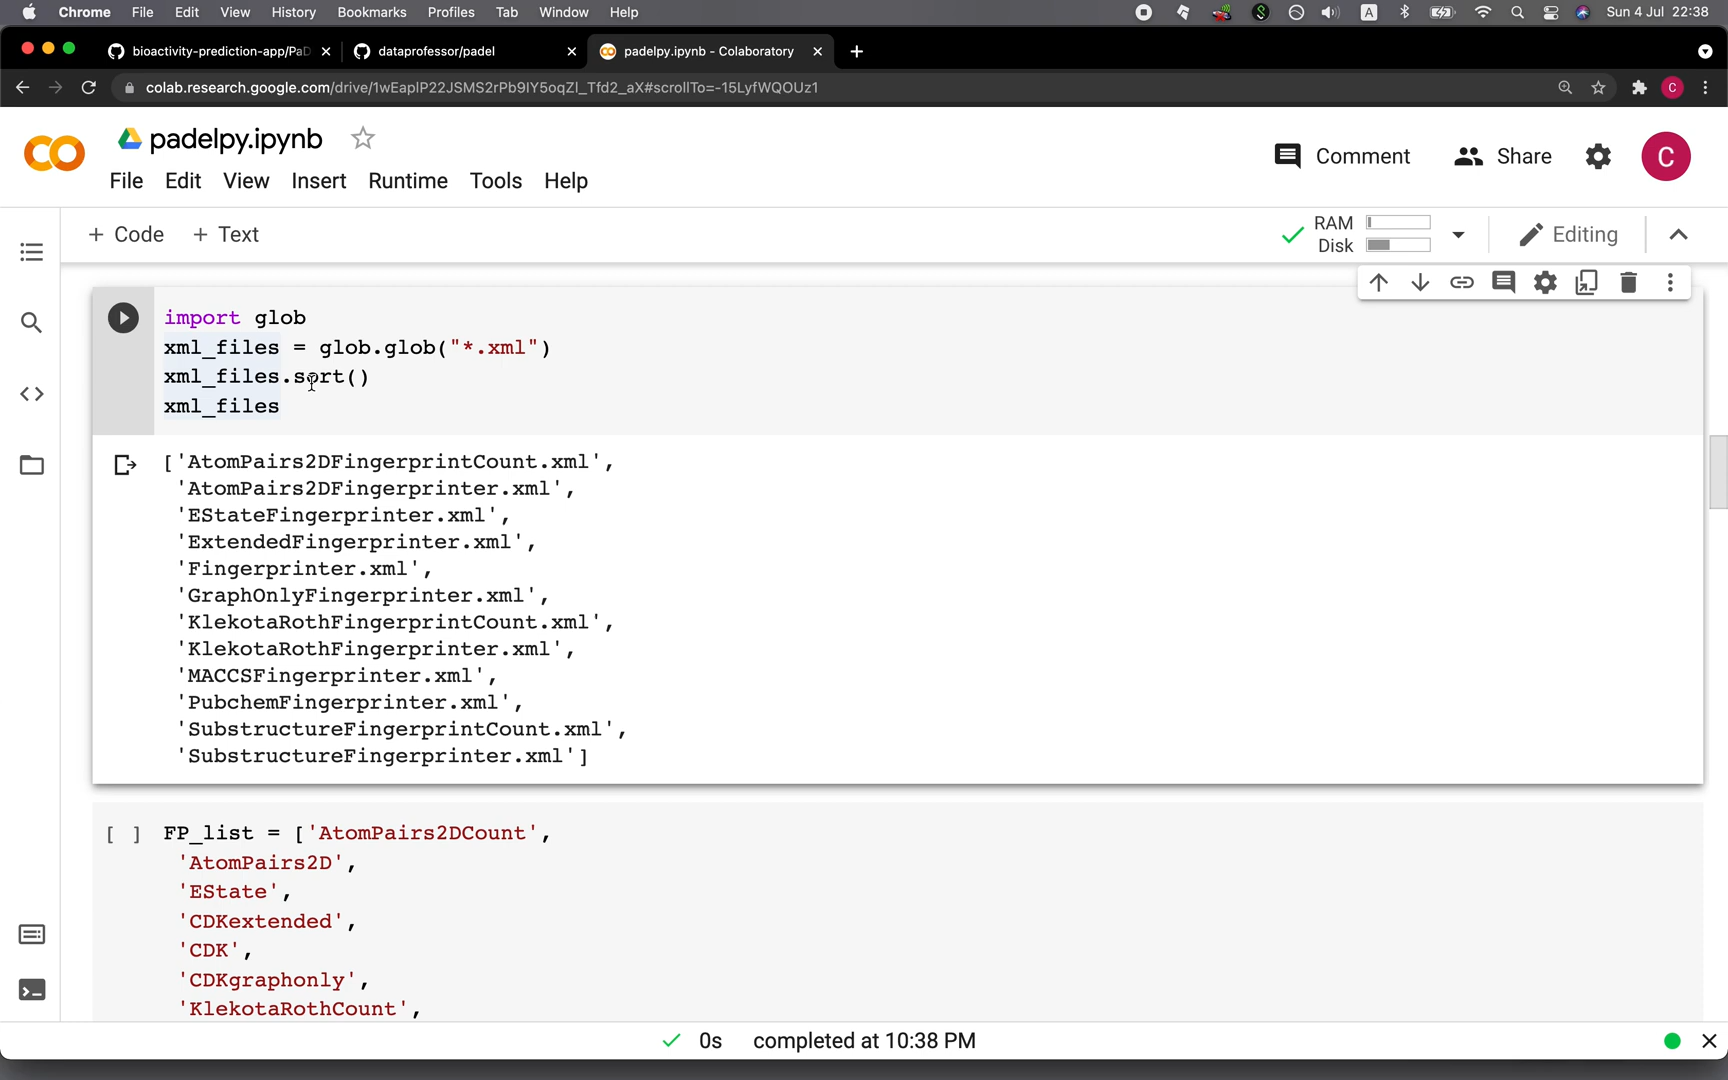 Chrome File Edit View History Bookmarks Profiles Tab Window Help A Sun 4 Jul 22:38
bioactivity-prediction-app/PaD dataprofessor/padel padelpy.ipynb - Colaboratory
colab.research.google.com/drive/1wEaplP22JSMS2rPb9IY5oqZl_Tfd2_aX#scrollTo=-15LyfWQOUz1 C
padelpy.ipynb
Comment Share C
File Edit View Insert Runtime Tools Help
+ Code + Text RAM Disk Editing
import glob
xml_files = glob.glob("*.xml")
xml_files.sort()
xml_files
['AtomPairs2DFingerprintCount.xml',
'AtomPairs2DFingerprinter.xml',
'EStateFingerprinter.xml',
'ExtendedFingerprinter.xml',
'Fingerprinter.xml',
'GraphOnlyFingerprinter.xml',
'KlekotaRothFingerprintCount.xml',
'KlekotaRothFingerprinter.xml',
'MACCSFingerprinter.xml',
'PubchemFingerprinter.xml',
'SubstructureFingerprintCount.xml',
'SubstructureFingerprinter.xml']
[ ] FP_list = ['AtomPairs2DCount',
'AtomPairs2D',
'EState',
'CDKextended',
'CDK',
'CDKgraphonly',
'KlekotaRothCount',
0s completed at 10:38 PM